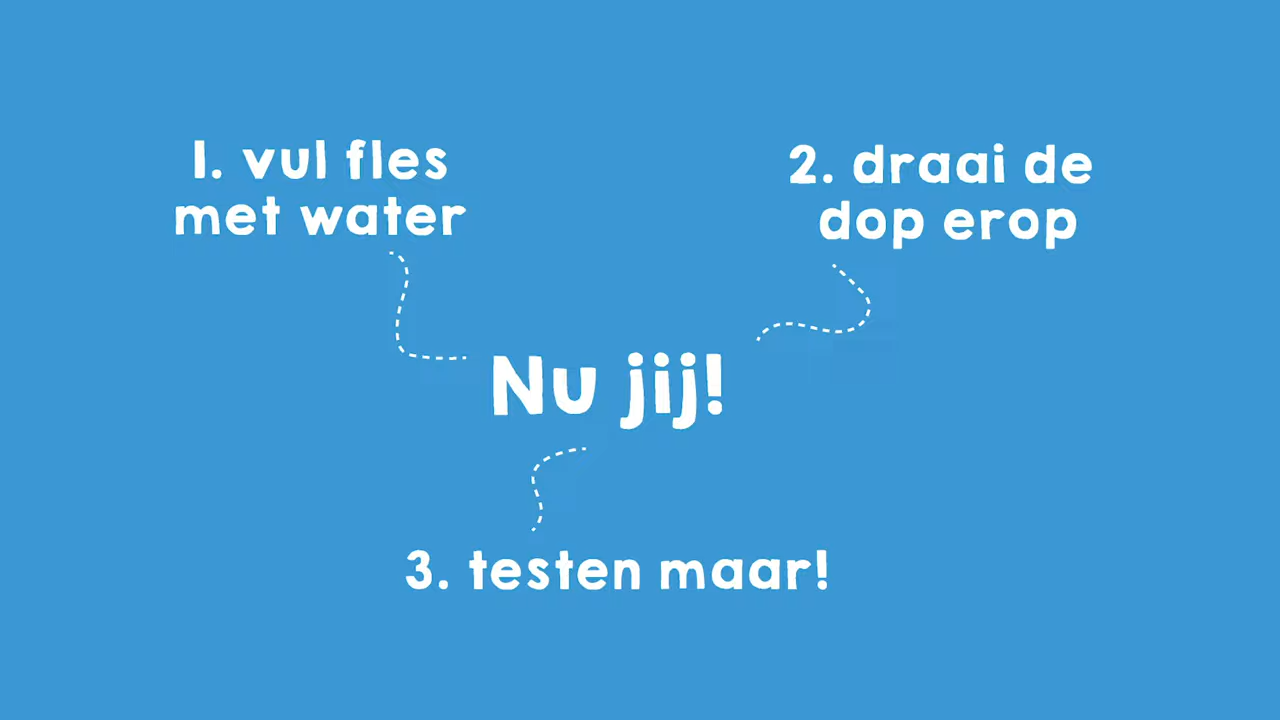 1. vul fles
met water
2. draai de
dop erop
Nu jij!
3. testen maar!